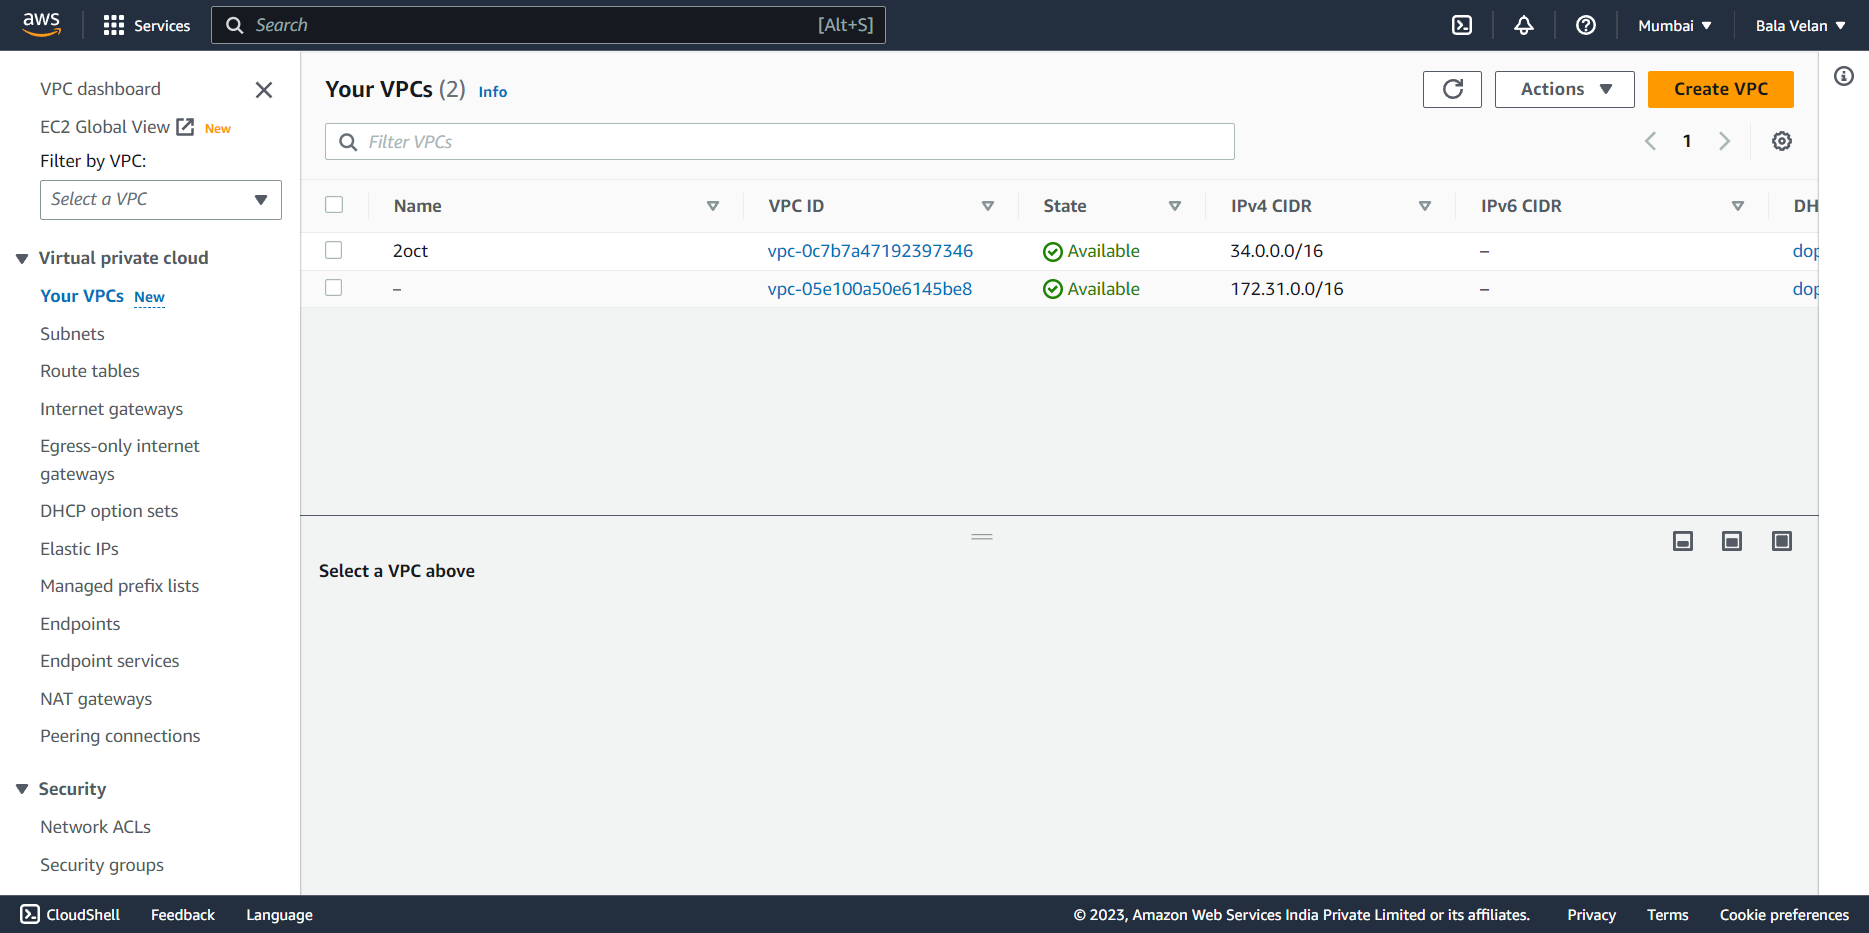 aws
Services
Search [Alt+S]
Mumbai
Bala Velan
VPC dashboard
EC2 Global View New
Filter by VPC:
Select a VPC
Virtual private cloud
Your VPCs New
Subnets
Route tables
Internet gateways
Egress-only internet
gateways
DHCP option sets
Elastic IPs
Managed prefix lists
Endpoints
Endpoint services
NAT gateways
Peering connections
Security
Network ACLs
Security groups
Your VPCs (2) Info
Actions
Create VPC
Filter VPCs
1
Name VPC ID State IPv4 CIDR IPv6 CIDR DH
2oct vpc-0c7b7a47192397346 Available 34.0.0.0/16 – dop
– vpc-05e100a50e6145be8 Available 172.31.0.0/16 – dop
Select a VPC above
CloudShell Feedback Language © 2023, Amazon Web Services India Private Limited or its affiliates. Privacy Terms Cookie preferences